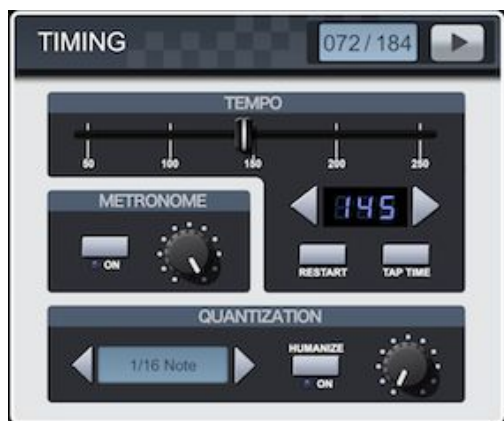 TIMING
072 / 184
TEMPO
50 100 150 200 250
METRONOME
145
ON
RESTART TAP TIME
QUANTIZATION
1/16 Note
HUMANIZE
ON